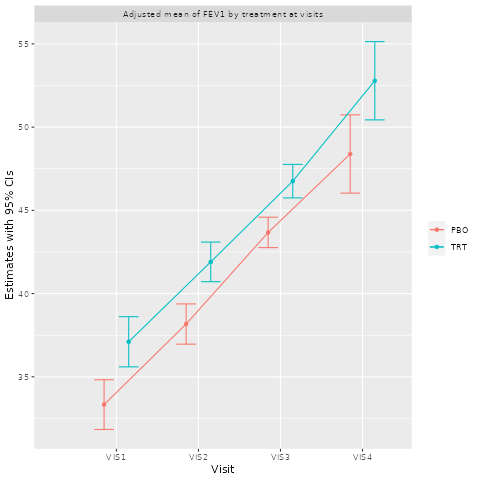 Adjusted mean of FEV1 by treatment at visits
55
50
45
40
35
Estimates with 95% CIs
VIS1 VIS2 VIS3 VIS4
Visit
PBO
TRT